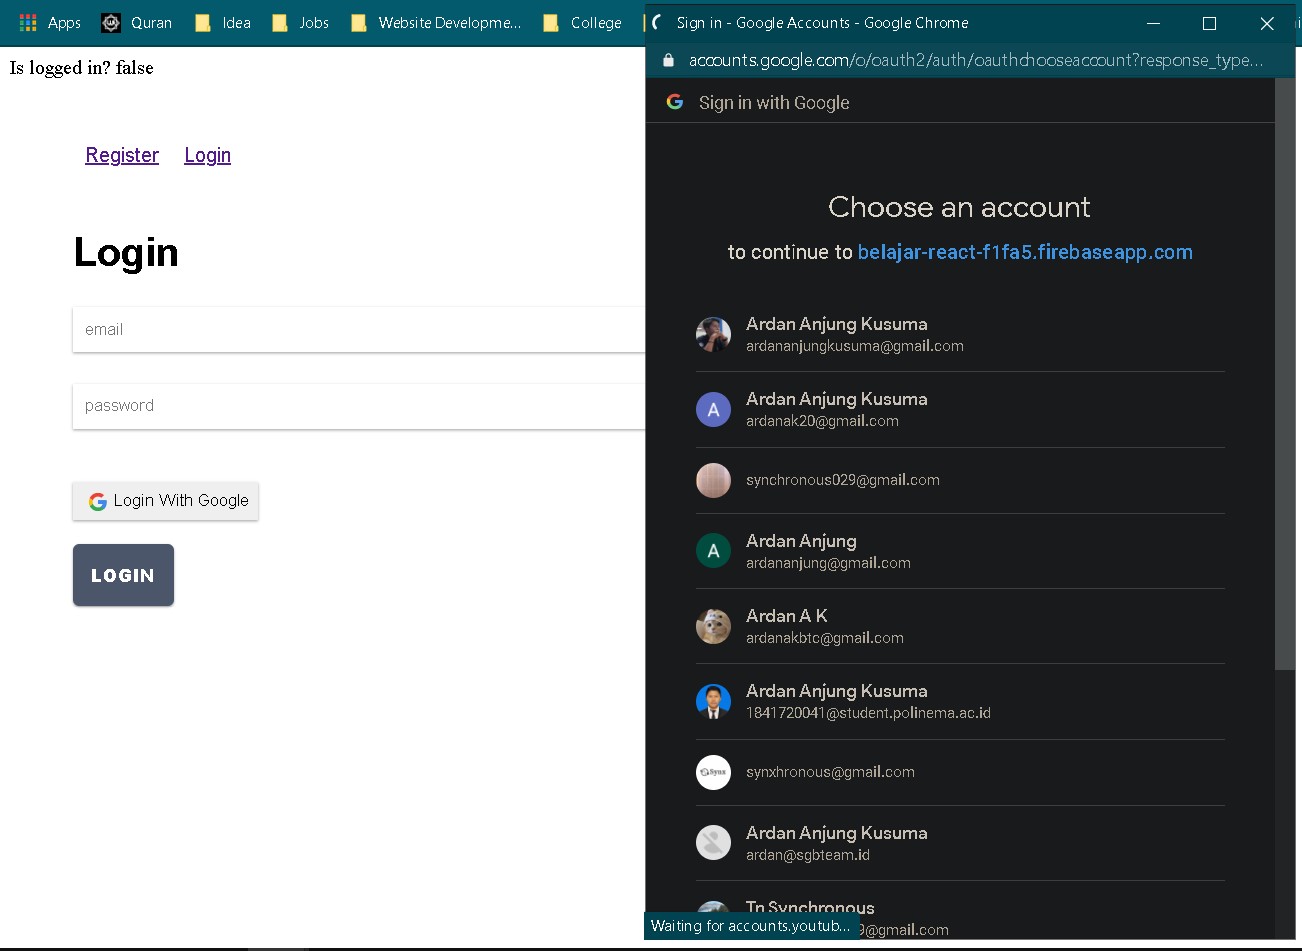 Apps Quran Idea Jobs Website Developme... College
Is logged in? false
Register Login
Login
email
password
Login With Google
LOGIN
Sign in - Google Accounts - Google Chrome
accounts.google.com/o/oauth2/auth/oauthchooseaccount?response_type...
Sign in with Google
Choose an account
to continue to belajar-react-f1fa5.firebaseapp.com
Ardan Anjung Kusuma
ardananjungkusuma@gmail.com
A
Ardan Anjung Kusuma
ardanak20@gmail.com
synchronous029@gmail.com
A
Ardan Anjung
ardananjung@gmail.com
Ardan A K
ardanakbtc@gmail.com
Ardan Anjung Kusuma
1841720041@student.polinema.ac.id
Synx
synxhronous@gmail.com
Ardan Anjung Kusuma
ardan@sgbteam.id
Tn Synchronous
9@gmail.com
Waiting for accounts.youtub...